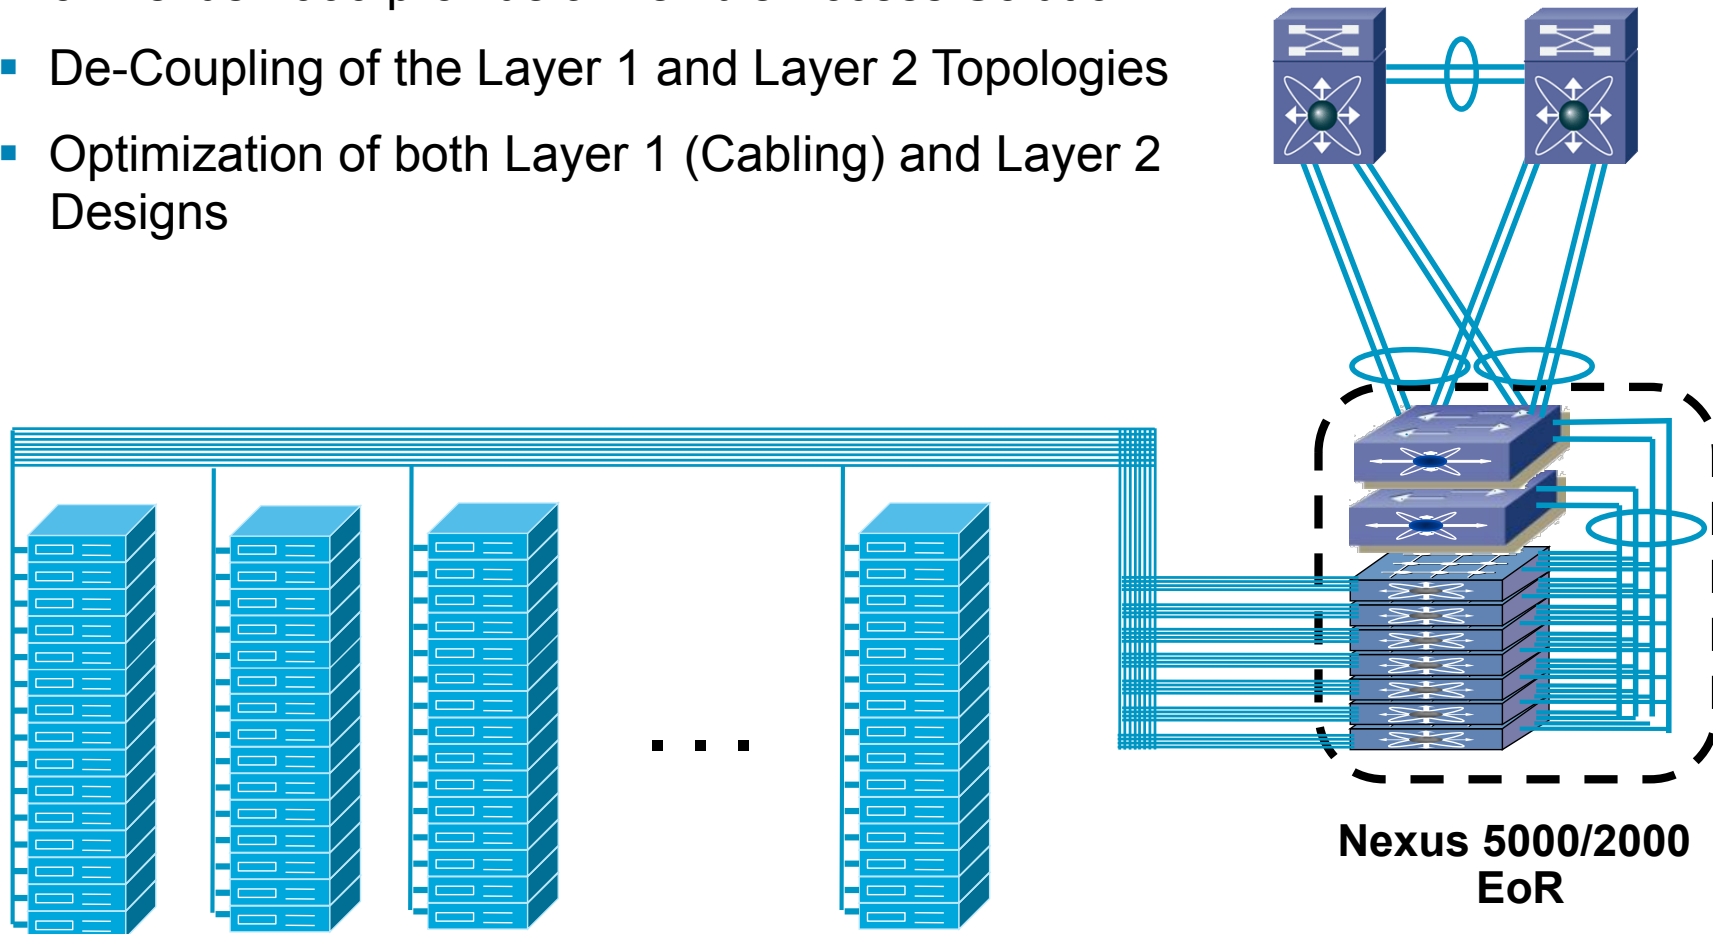 De-Coupling of the Layer 1 and Layer 2 Topologies
Optimization of both Layer 1 (Cabling) and Layer 2
Designs
. . .
Nexus 5000/2000
EoR